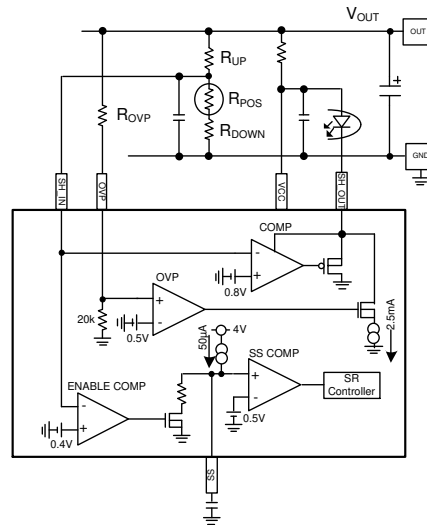 VOUT
OUT
RUP
RPOS
ROVP
RDOWN
GND
SH_IN
OVP
VCC
SH_OUT
COMP
0.8V
OVP
20k
0.5V
2.5mA
50µA
4V
SS COMP
SR
Controller
ENABLE COMP
0.5V
0.4V
SS